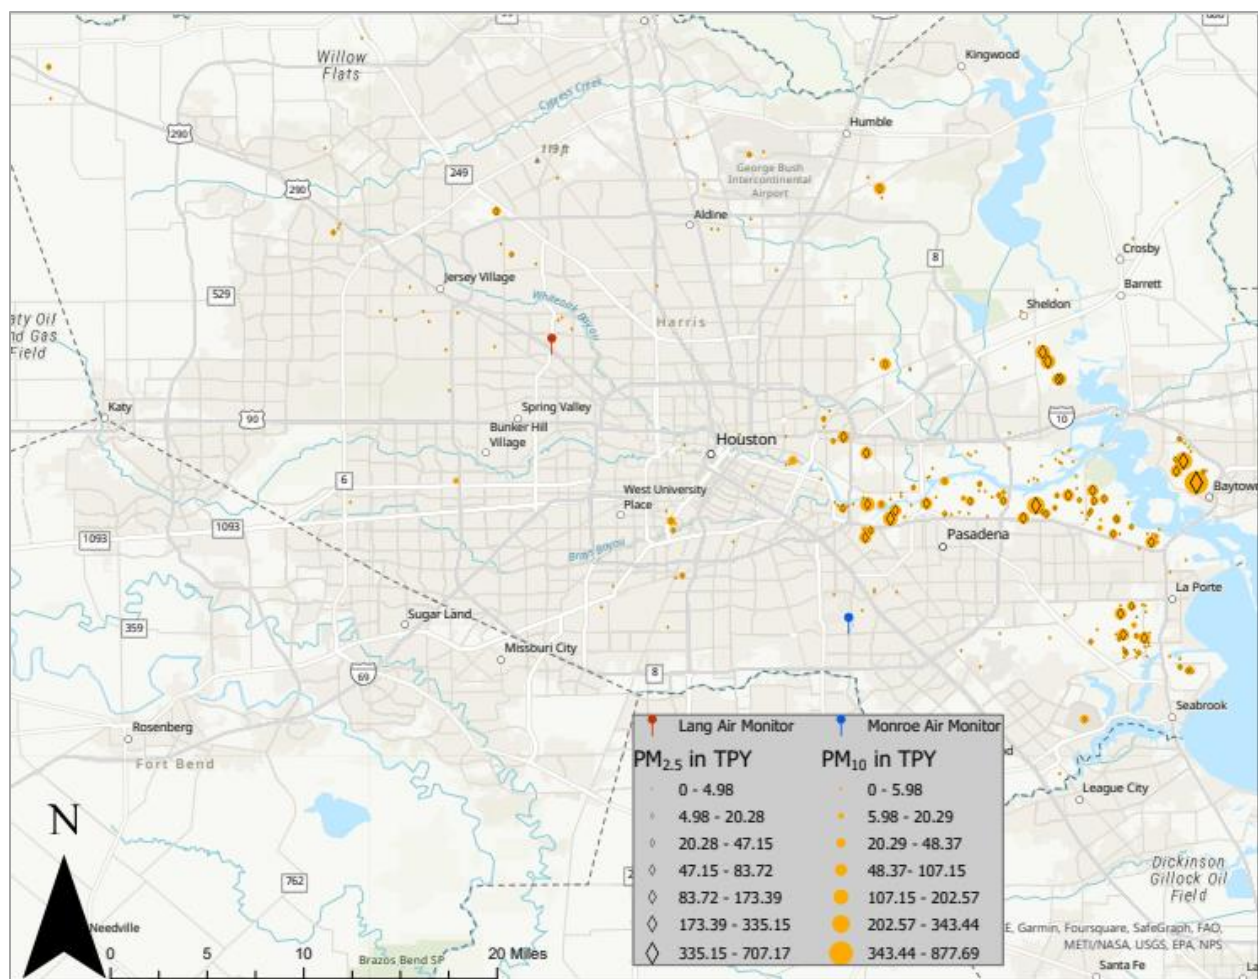 99
Kingwood
Willow
Flats
Cypress Creek
290
Humble
119 ft
249
George Bush
Intercontinental
Airport
290
Aldine
8
Crosby
Jersey Village
Barrett
529
Whiteoak Bayou
Sheldon
Harris
aty Oil
nd Gas
Field
Katy
Spring Valley
90
10
Bunker Hill
Village
Houston
6
West University
Place
Baytown
1093
1093
Pasadena
Brays Bayou
La Porte
Sugar Land
359
Missouri City
69
8
Seabrook
Rosenberg
Fort Bend
Lang Air Monitor
Monroe Air Monitor
PM2.5 in TPY
PM10 in TPY
0 - 4.98
0 - 5.98
4.98 - 20.28
5.98 - 20.29
20.28 - 47.15
20.29 - 48.37
47.15 - 83.72
48.37- 107.15
83.72 - 173.39
107.15 - 202.57
173.39 - 335.15
202.57 - 343.44
335.15 - 707.17
343.44 - 877.69
League City
N
Dickinson
Gillock Oil
Field
762
Needville
0 5 10 20 Miles
Brazos Bend SP
E, Garmin, Foursquare, SafeGraph, FAO,
METI/NASA, USGS, EPA, NPS
Santa Fe